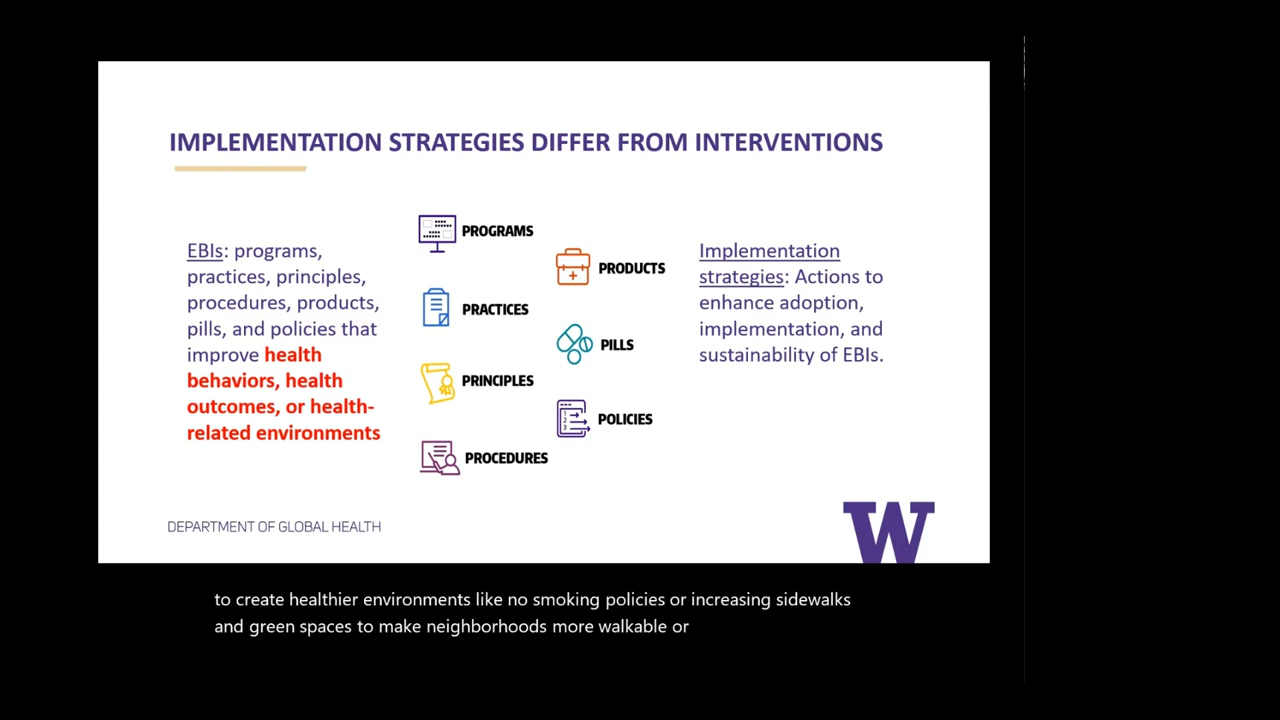 IMPLEMENTATION STRATEGIES DIFFER FROM INTERVENTIONS
EBIs: programs,
practices, principles,
procedures, products,
pills, and policies that
improve health
behaviors, health
outcomes, or health-
related environments
PROGRAMS
PRODUCTS
PRACTICES
PILLS
PRINCIPLES
POLICIES
PROCEDURES
Implementation
strategies: Actions to
enhance adoption,
implementation, and
sustainability of EBIs.
DEPARTMENT OF GLOBAL HEALTH
W
to create healthier environments like no smoking policies or increasing sidewalks
and green spaces to make neighborhoods more walkable or